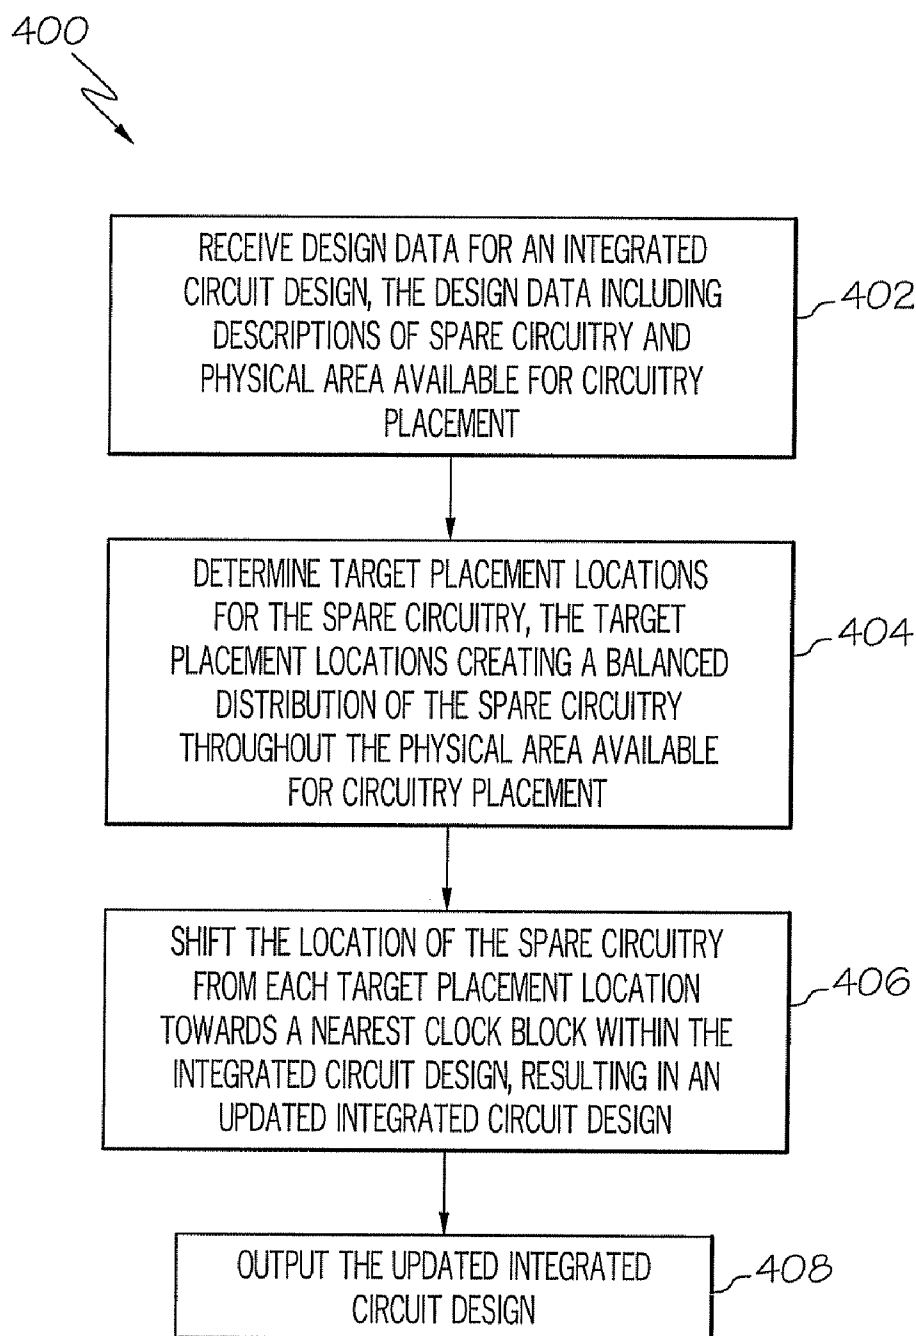 400
RECEIVE DESIGN DATA FOR AN INTEGRATED
CIRCUIT DESIGN, THE DESIGN DATA INCLUDING
DESCRIPTIONS OF SPARE CIRCUITRY AND
PHYSICAL AREA AVAILABLE FOR CIRCUITRY
PLACEMENT
402
DETERMINE TARGET PLACEMENT LOCATIONS
FOR THE SPARE CIRCUITRY, THE TARGET
PLACEMENT LOCATIONS CREATING A BALANCED
DISTRIBUTION OF THE SPARE CIRCUITRY
THROUGHOUT THE PHYSICAL AREA AVAILABLE
FOR CIRCUITRY PLACEMENT
404
SHIFT THE LOCATION OF THE SPARE CIRCUITRY
FROM EACH TARGET PLACEMENT LOCATION
TOWARDS A NEAREST CLOCK BLOCK WITHIN THE
INTEGRATED CIRCUIT DESIGN, RESULTING IN AN
UPDATED INTEGRATED CIRCUIT DESIGN
406
OUTPUT THE UPDATED INTEGRATED
CIRCUIT DESIGN
408